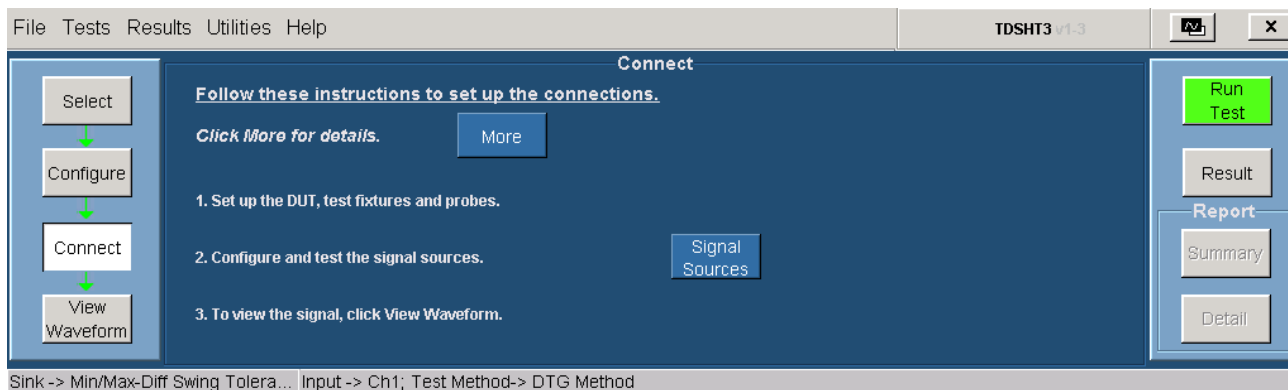 File Tests Results Utilities Help
TDSHT3 v1-3
x
Select
Configure
Connect
View
Waveform
Connect
Follow these instructions to set up the connections.
Click More for details.
More
1. Set up the DUT, test fixtures and probes.
2. Configure and test the signal sources.
Signal
Sources
3. To view the signal, click View Waveform.
Run
Test
Result
Report
Summary
Detail
Sink -> Min/Max-Diff Swing Tolera... Input -> Ch1; Test Method-> DTG Method